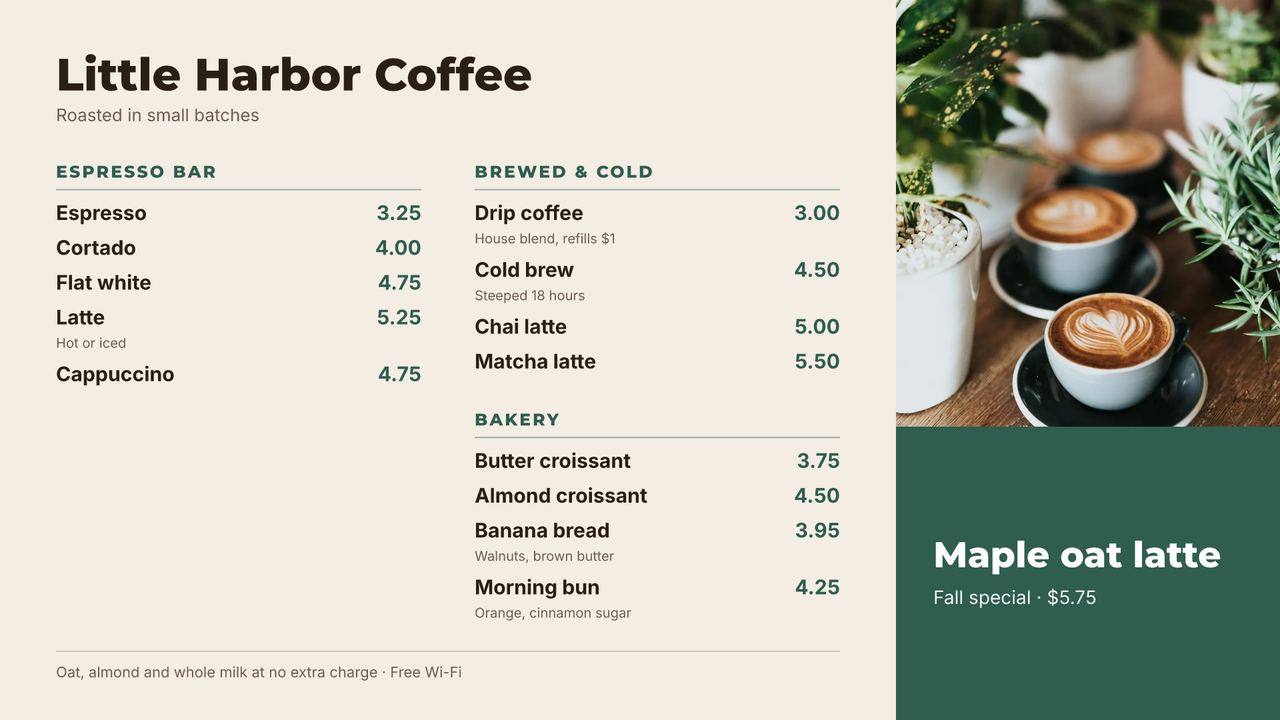 Little Harbor Coffee
Roasted in small batches
ESPRESSO BAR
Espresso 3.25
Cortado 4.00
Flat white 4.75
Latte 5.25
Hot or iced
Cappuccino 4.75
BREWED & COLD
Drip coffee 3.00
House blend, refills $1
Cold brew 4.50
Steeped 18 hours
Chai latte 5.00
Matcha latte 5.50
BAKERY
Butter croissant 3.75
Almond croissant 4.50
Banana bread 3.95
Walnuts, brown butter
Morning bun 4.25
Orange, cinnamon sugar
Oat, almond and whole milk at no extra charge · Free Wi-Fi
Maple oat latte
Fall special · $5.75